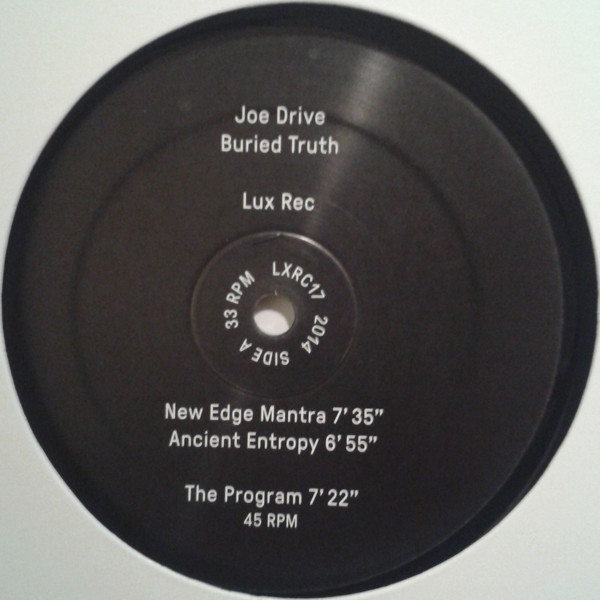 Joe Drive
Buried Truth
Lux Rec
LXRC17 2014 SIDE A 33 RPM
New Edge Mantra 7’35”
Ancient Entropy 6’55”
The Program 7’22”
45 RPM